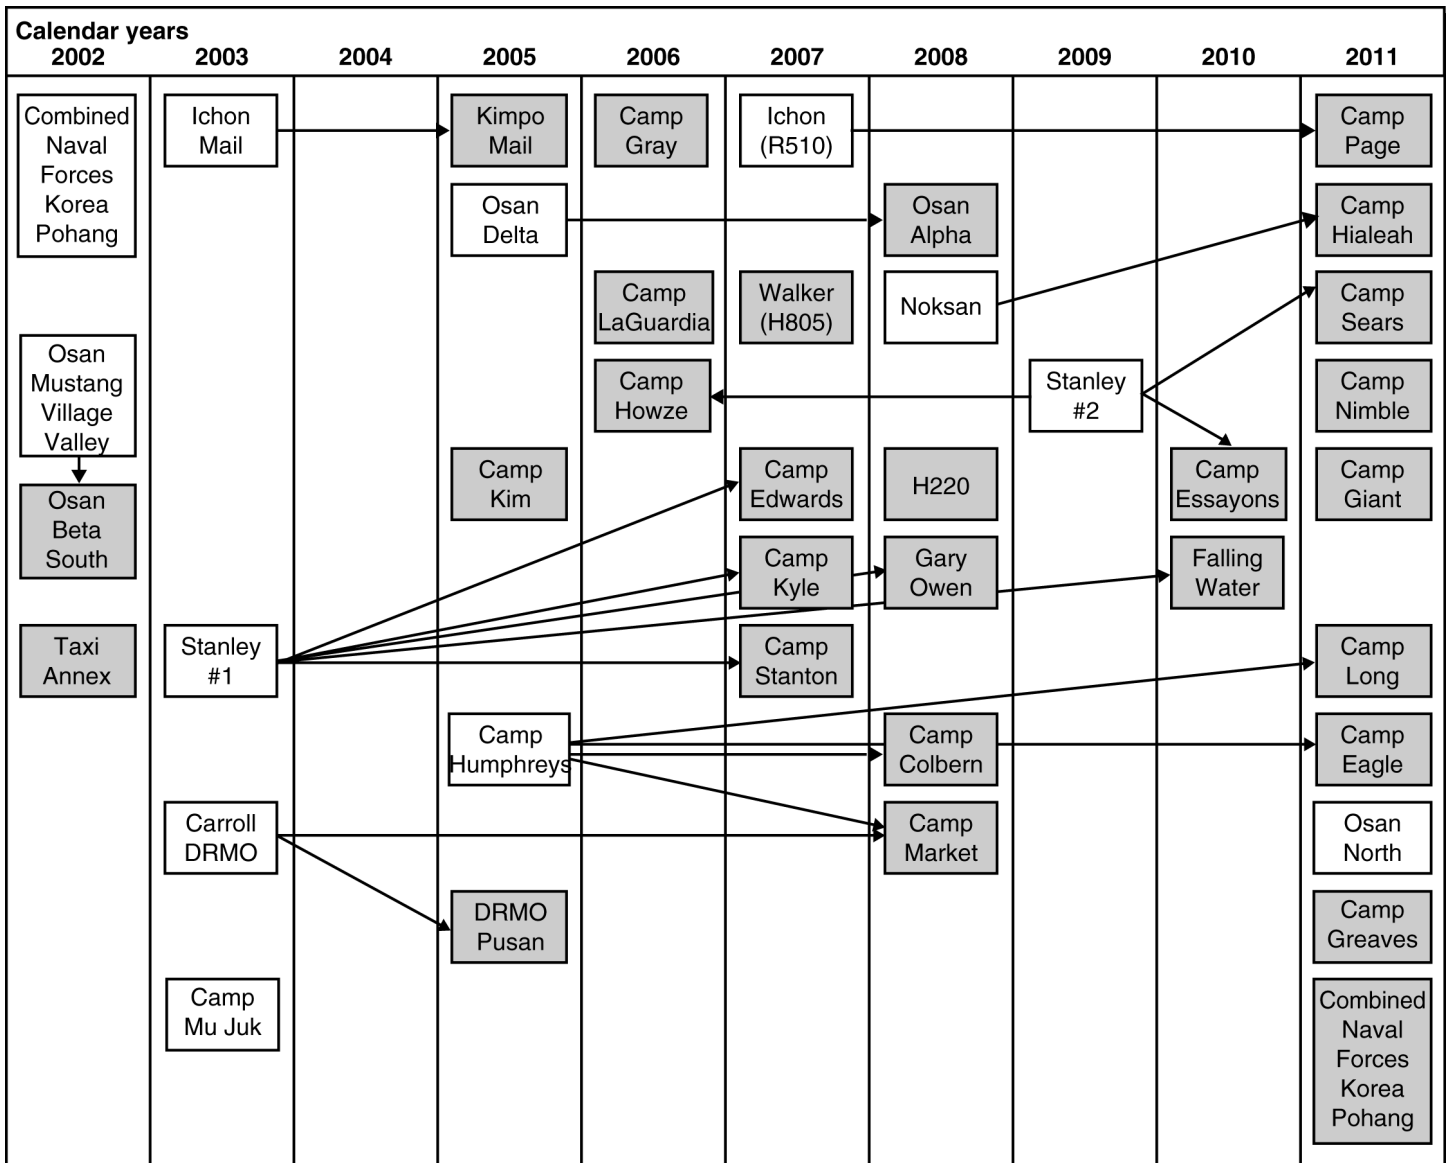 Calendar years
2002 2003 2004 2005 2006 2007 2008 2009 2010 2011
Combined
Naval
Forces
Korea
Pohang
Osan
Mustang
Village
Valley
Osan
Beta
South
Taxi
Annex
Ichon
Mail
Stanley
#1
Carroll
DRMO
Camp
Mu Juk
Kimpo
Mail
Osan
Delta
Camp
Kim
Camp
Humphreys
DRMO
Pusan
Camp
Gray
Camp
LaGuardia
Camp
Howze
Ichon
(R510)
Walker
(H805)
Camp
Edwards
Camp
Kyle
Camp
Stanton
Osan
Alpha
Noksan
H220
Gary
Owen
Camp
Colbern
Camp
Market
Stanley
#2
Camp
Essayons
Falling
Water
Camp
Page
Camp
Hialeah
Camp
Sears
Camp
Nimble
Camp
Giant
Camp
Long
Camp
Eagle
Osan
North
Camp
Greaves
Combined
Naval
Forces
Korea
Pohang